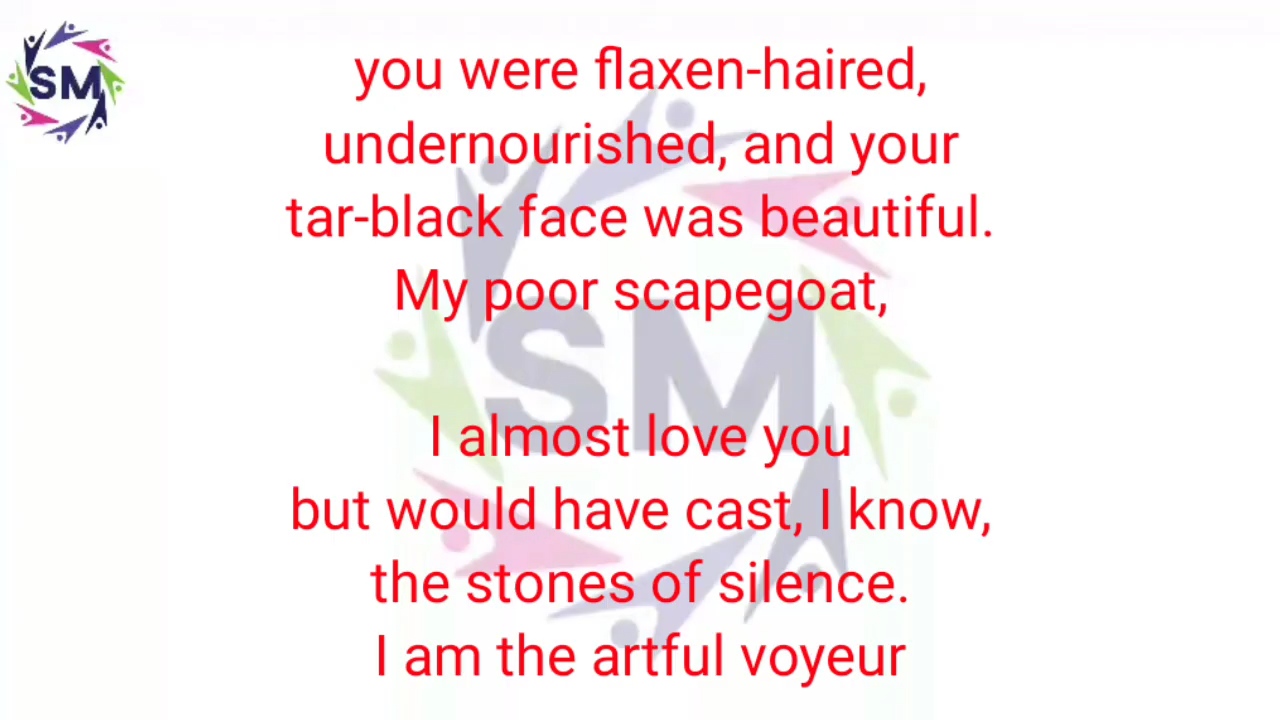 SM
you were flaxen-haired,
undernourished, and your
tar-black face was beautiful.
My poor scapegoat,
I almost love you
but would have cast, I know,
the stones of silence.
I am the artful voyeur
SM